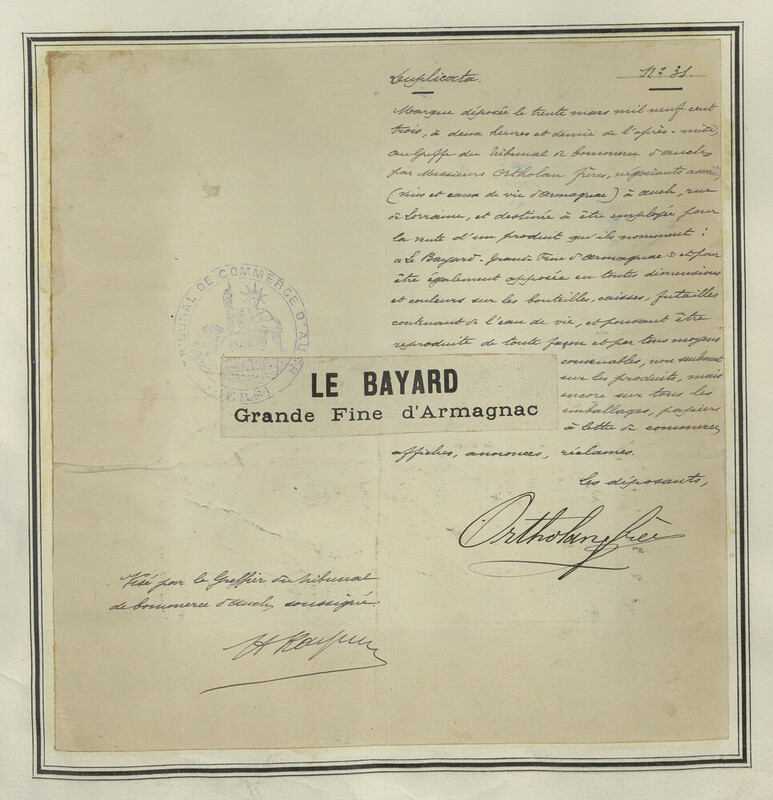 Duplicata.
Nº 31.
Marque déposée le trente mars mil neuf cent
trois, à deux heures et demie de l'après-midi,
au Greffe du Tribunal de Commerce d'Auch,
par Messieurs Ortholan frères, négociants associés
(vins et eaux de vie d'Armagnac) à Auch, rue
de Lorraine, et destinée à être employée pour
la vente d'un produit qu'ils nomment :
« Le Bayard. Grande Fine d'Armagnac » et pour
être également apposée en toutes dimensions
et couleurs sur les bouteilles, caisses, futailles
contenant de l'eau de vie, et pouvant être
reproduite de toute façon et par tous moyens
convenables, non seulement
sur les produits, mais
encore sur tous les
emballages, papiers
à lettre de commerce,
affiches, annonces, réclames.
Les déposants,
Ortholan frères
TRIBUNAL DE COMMERCE D'AUCH
(GERS)
LE BAYARD
Grande Fine d'Armagnac
Visé par le Greffier du Tribunal
de Commerce d'Auch, soussigné.